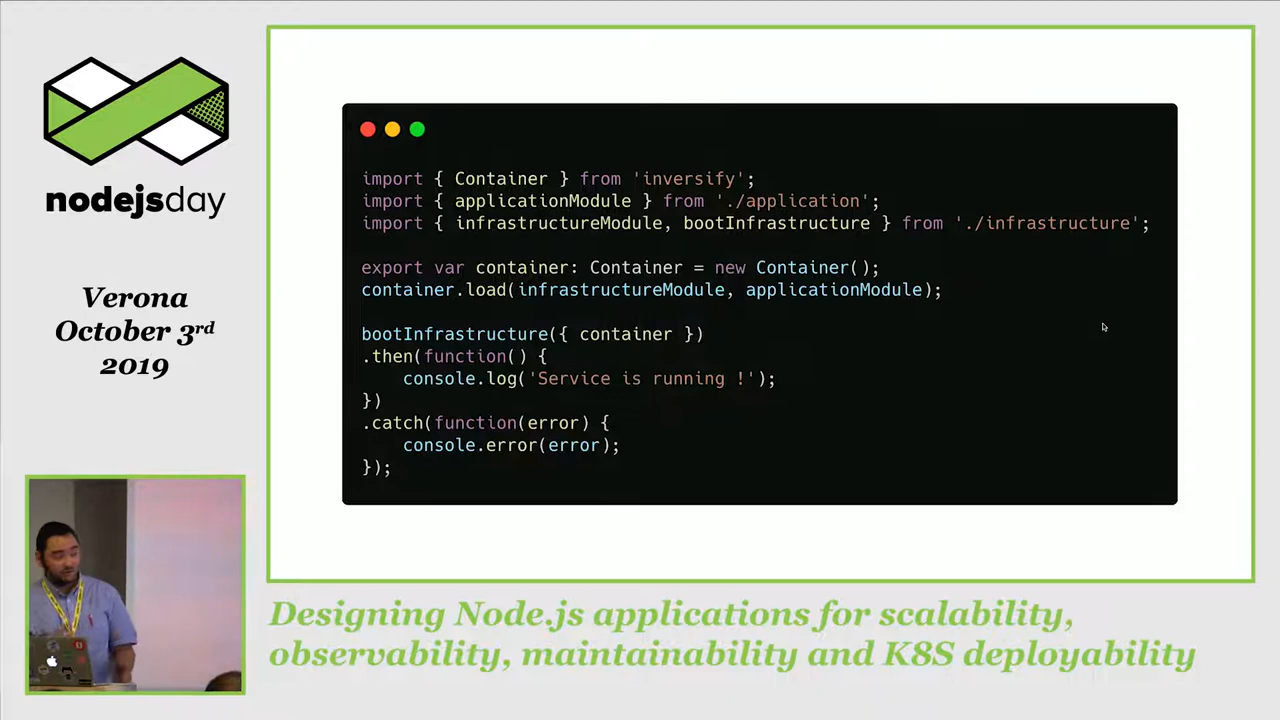 nodejsday
Verona
October 3rd
2019
import { Container } from 'inversify';
import { applicationModule } from './application';
import { infrastructureModule, bootInfrastructure } from './infrastructure';
export var container: Container = new Container();
container.load(infrastructureModule, applicationModule);
bootInfrastructure({ container })
.then(function() {
    console.log('Service is running !');
})
.catch(function(error) {
    console.error(error);
});
Designing Node.js applications for scalability,
observability, maintainability and K8S deployability